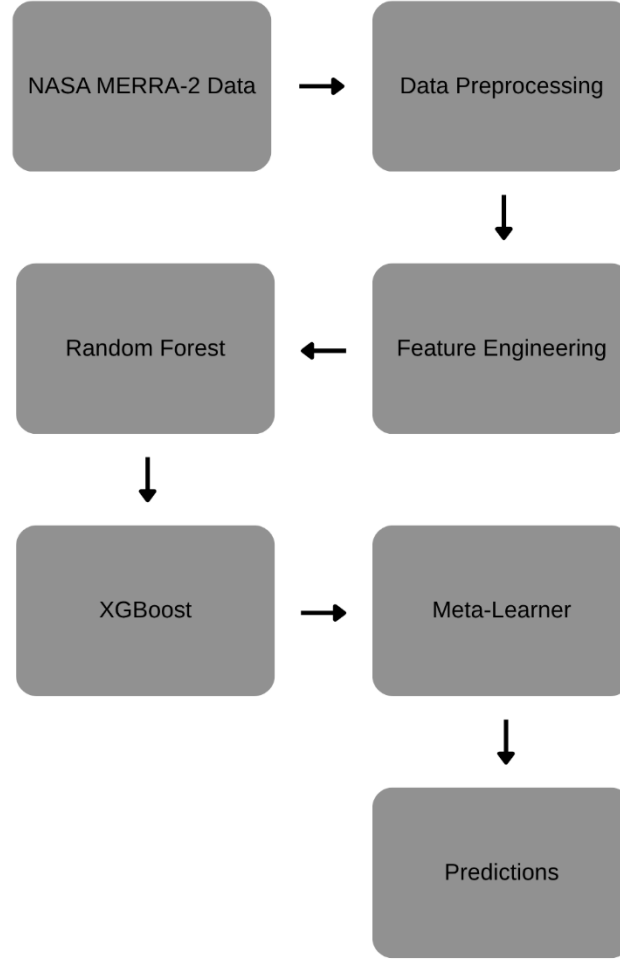 NASA MERRA-2 Data
Data Preprocessing
Feature Engineering
Random Forest
XGBoost
Meta-Learner
Predictions